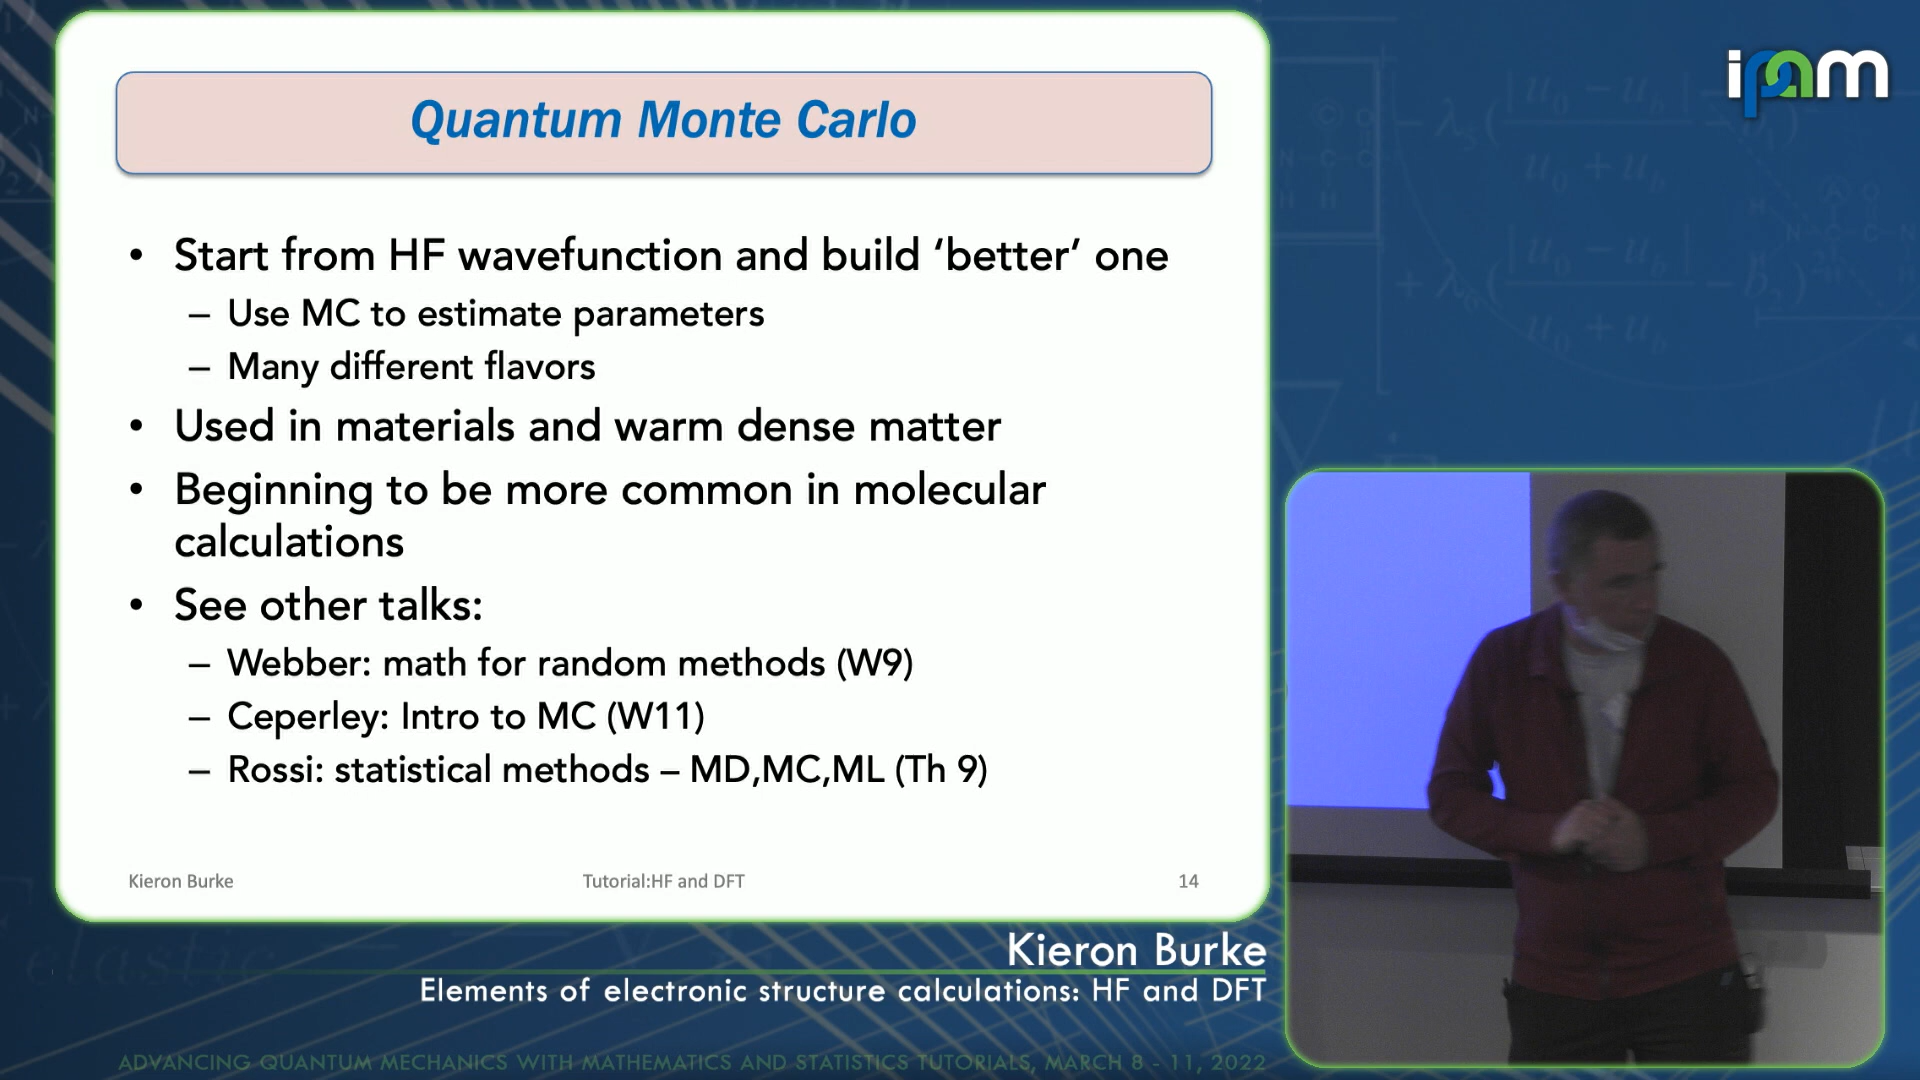 ipam
Quantum Monte Carlo
• Start from HF wavefunction and build ‘better’ one
– Use MC to estimate parameters
– Many different flavors
• Used in materials and warm dense matter
• Beginning to be more common in molecular
calculations
• See other talks:
– Webber: math for random methods (W9)
– Ceperley: Intro to MC (W11)
– Rossi: statistical methods – MD,MC,ML (Th 9)
Kieron Burke
Tutorial:HF and DFT
14
Kieron Burke
Elements of electronic structure calculations: HF and DFT
ADVANCING QUANTUM MECHANICS WITH MATHEMATICS AND STATISTICS TUTORIALS, MARCH 8 - 11, 2022
elastic